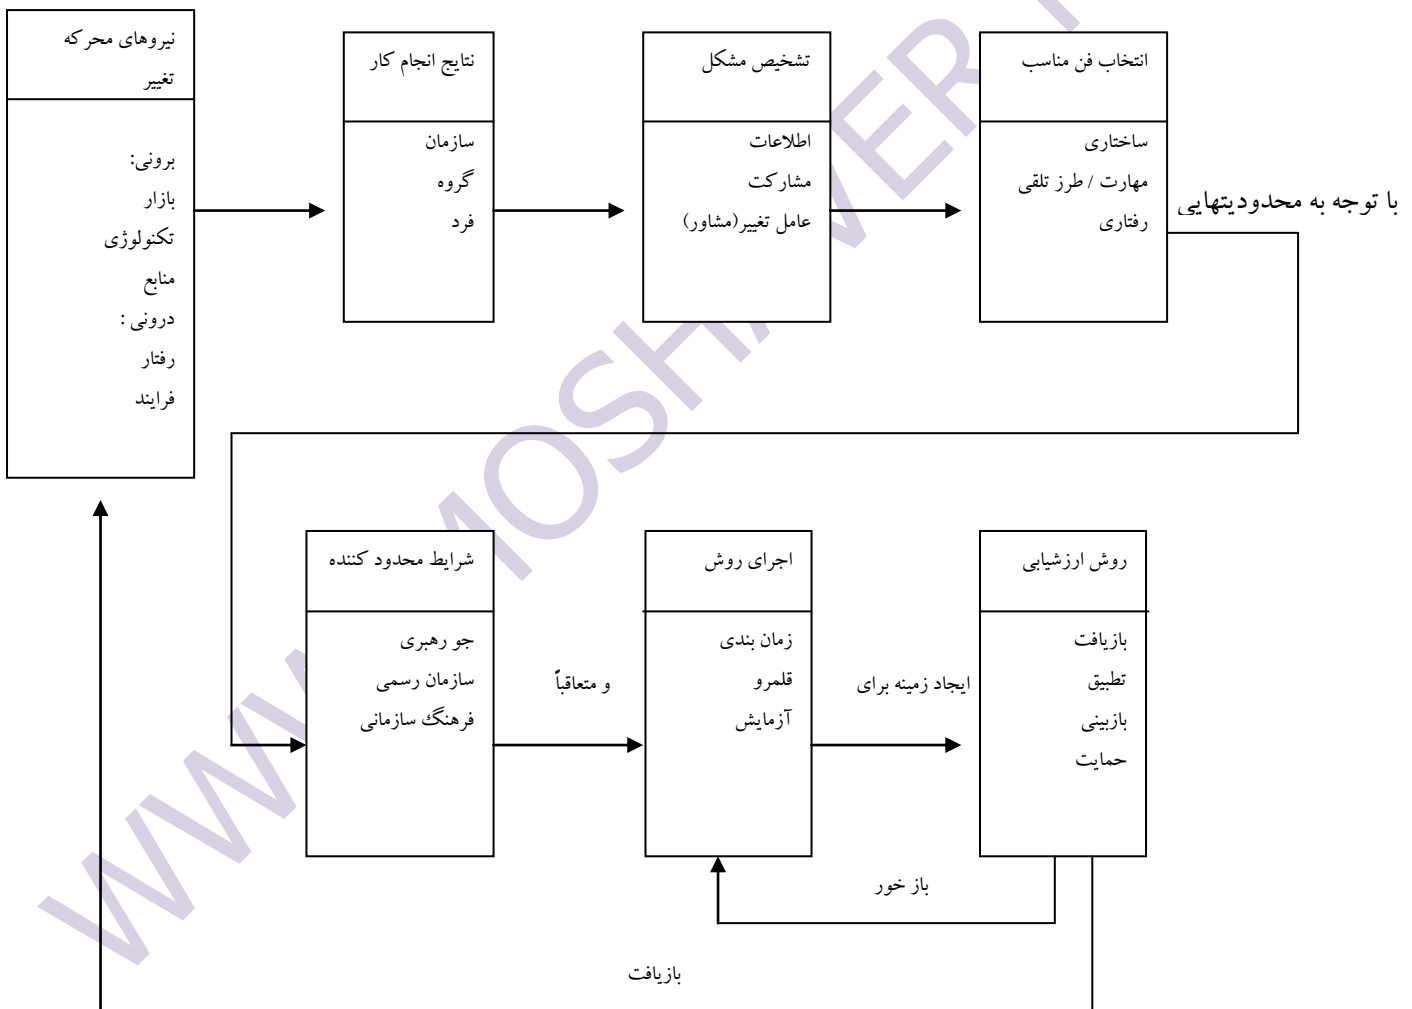 نیروهای محرکه
تغییر
برونی:
بازار
تکنولوژی
منابع
درونی :
رفتار
فرایند
نتایج انجام کار
سازمان
گروه
فرد
تشخیص مشکل
اطلاعات
مشارکت
عامل تغییر(مشاور)
انتخاب فن مناسب
ساختاری
مهارت / طرز تلقی
رفتاری
با توجه به محدودیتهایی
شرایط محدود کننده
جو رهبری
سازمان رسمی
فرهنگ سازمانی
و متعاقباً
اجرای روش
زمان بندی
قلمرو
آزمایش
ایجاد زمینه برای
روش ارزشیابی
بازیافت
تطبیق
بازبینی
حمایت
باز خور
بازیافت